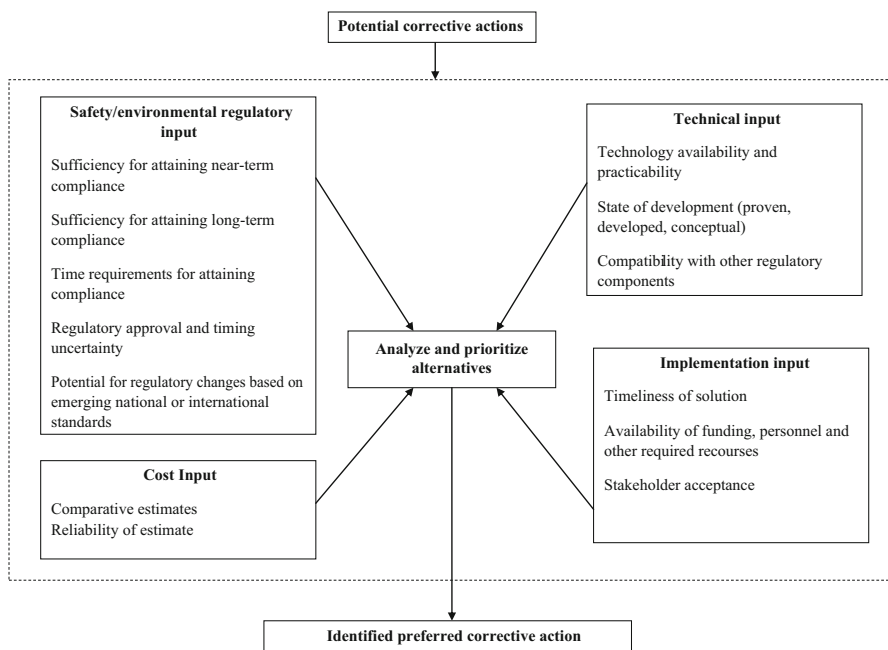 Potential corrective actions
Safety/environmental regulatory
input
Sufficiency for attaining near-term
compliance
Sufficiency for attaining long-term
compliance
Time requirements for attaining
compliance
Regulatory approval and timing
uncertainty
Potential for regulatory changes based on
emerging national or international
standards
Technical input
Technology availability and
practicability
State of development (proven,
developed, conceptual)
Compatibility with other regulatory
components
Analyze and prioritize
alternatives
Cost Input
Comparative estimates
Reliability of estimate
Implementation input
Timeliness of solution
Availability of funding, personnel and
other required recourses
Stakeholder acceptance
Identified preferred corrective action